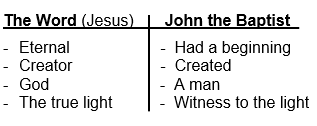 The Word (Jesus) John the Baptist
- Eternal - Had a beginning
- Creator - Created
- God - A man
- The true light - Witness to the light